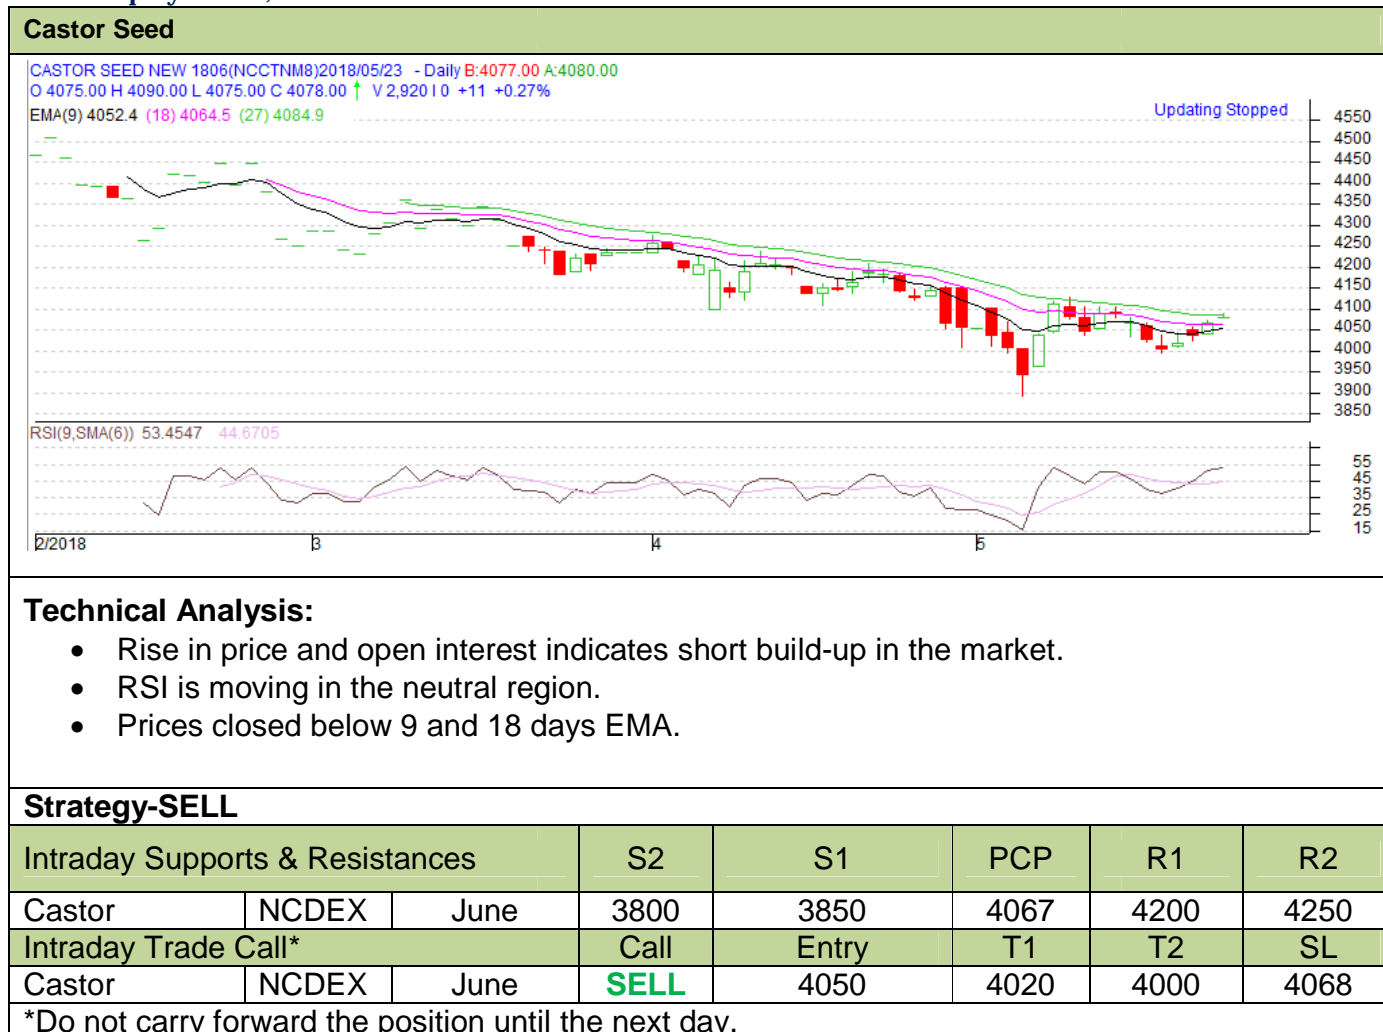 Castor Seed
CASTOR SEED NEW 1806(NCCTNM8)2018/05/23 - Daily B:4077.00 A:4080.00
O 4075.00 H 4090.00 L 4075.00 C 4078.00 ↑ V 2,920 I 0 +11 +0.27%
EMA(9) 4052.4 (18) 4064.5 (27) 4084.9
Updating Stopped
4550
4500
4450
4400
4350
4300
4250
4200
4150
4100
4050
4000
3950
3900
3850
RSI(9,SMA(6)) 53.4547 44.6705
55
45
35
25
15
2/2018 3 4 5
Technical Analysis:
• Rise in price and open interest indicates short build-up in the market.
• RSI is moving in the neutral region.
• Prices closed below 9 and 18 days EMA.
Strategy-SELL
Intraday Supports & Resistances S2 S1 PCP R1 R2
Castor NCDEX June 3800 3850 4067 4200 4250
Intraday Trade Call* Call Entry T1 T2 SL
Castor NCDEX June SELL 4050 4020 4000 4068
*Do not carry forward the position until the next day.